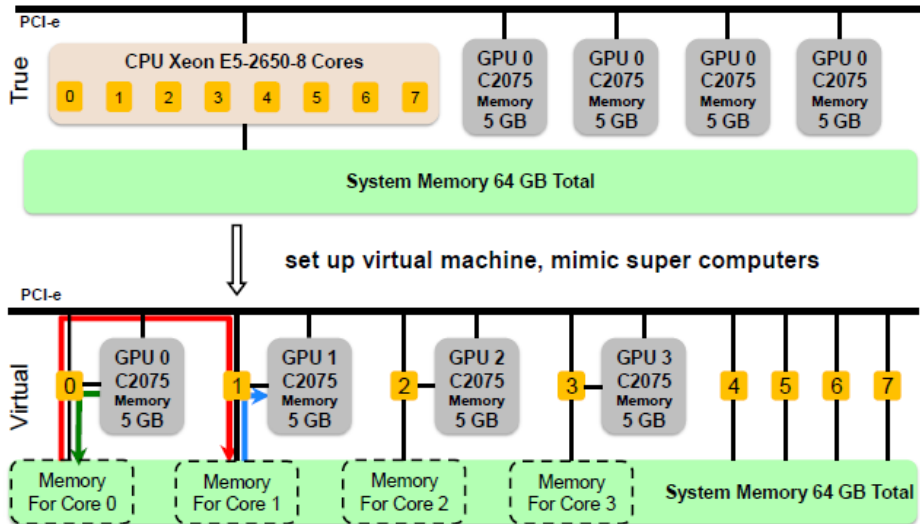 PCI-e
True
CPU Xeon E5-2650-8 Cores
0 1 2 3 4 5 6 7
GPU 0
C2075
Memory
5 GB
GPU 0
C2075
Memory
5 GB
GPU 0
C2075
Memory
5 GB
GPU 0
C2075
Memory
5 GB
System Memory 64 GB Total
set up virtual machine, mimic super computers
PCI-e
Virtual
0
GPU 0
C2075
Memory
5 GB
1
GPU 1
C2075
Memory
5 GB
2
GPU 2
C2075
Memory
5 GB
3
GPU 3
C2075
Memory
5 GB
4 5 6 7
Memory
For Core 0
Memory
For Core 1
Memory
For Core 2
Memory
For Core 3
System Memory 64 GB Total